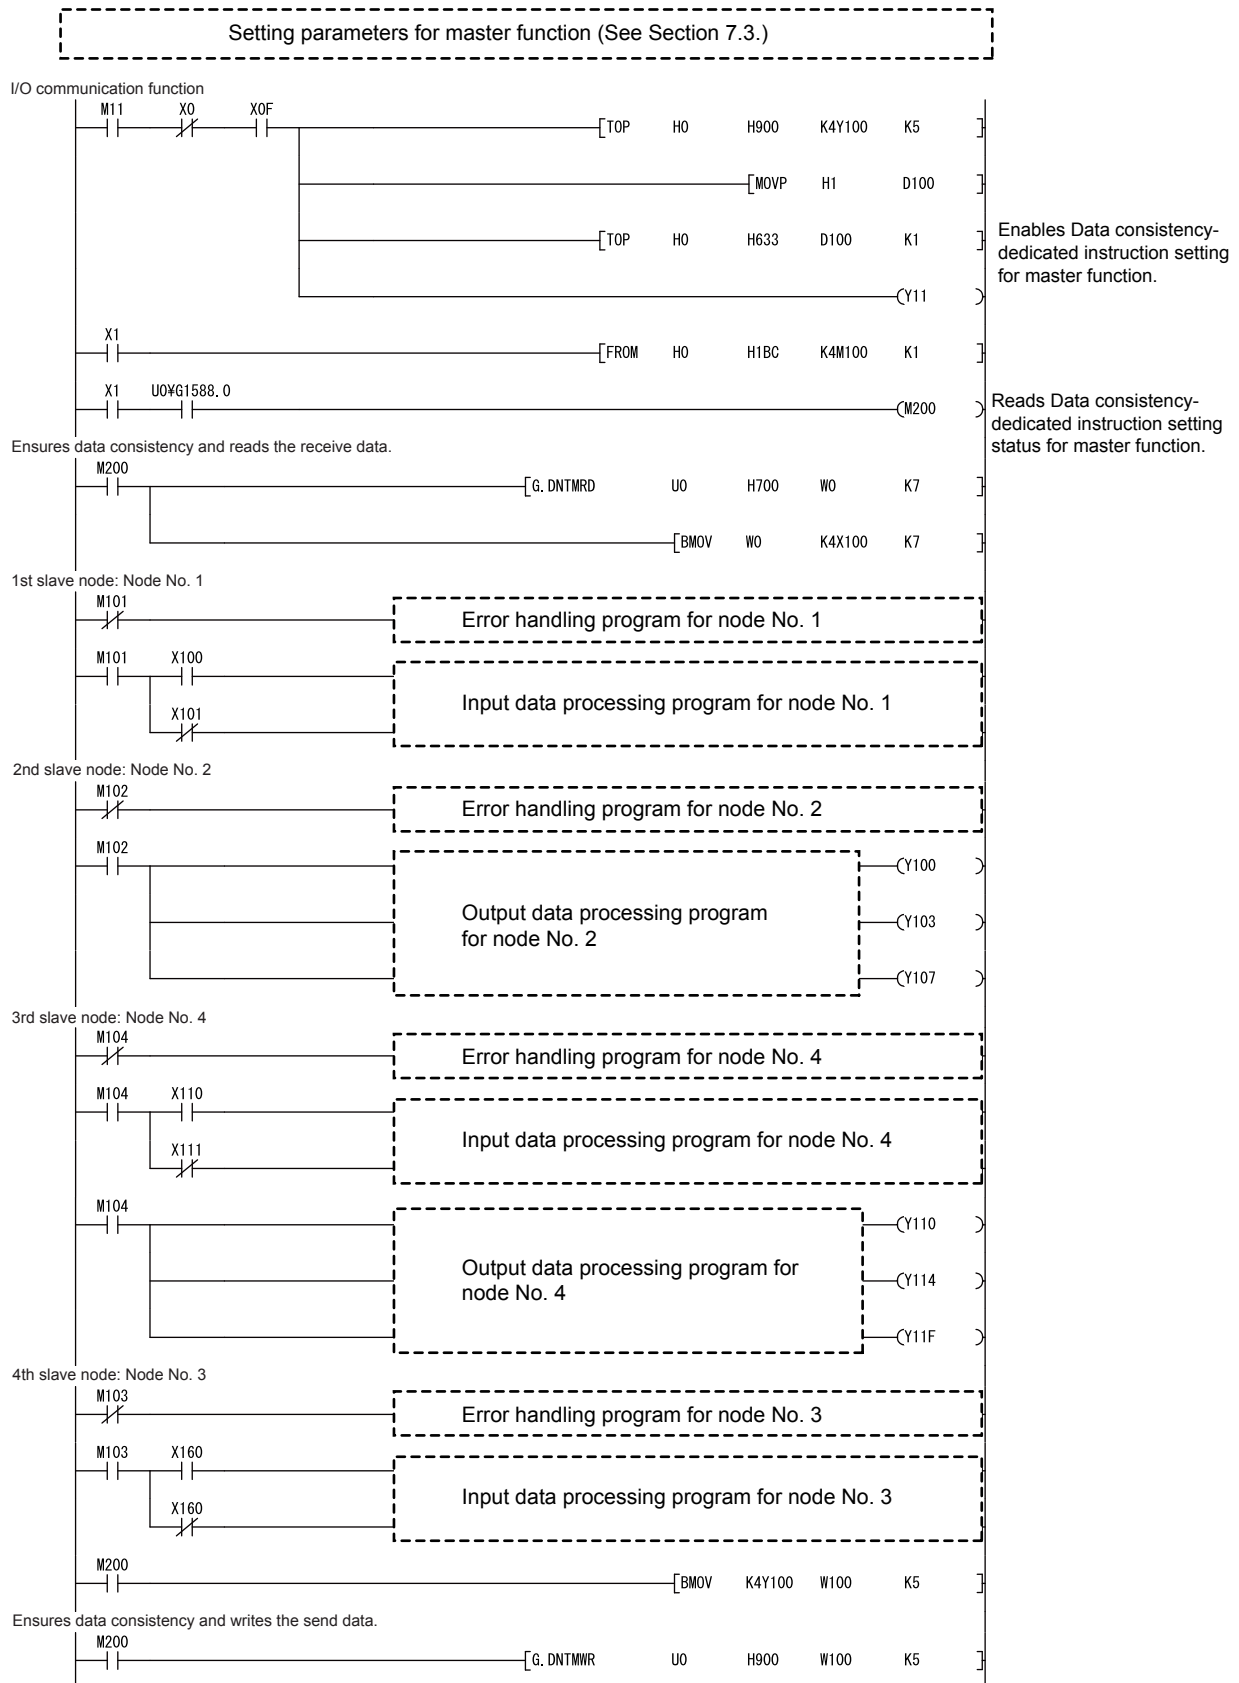 Setting parameters for master function (See Section 7.3.)
I/O communication function
M11 X0 X0F
[TOP H0 H900 K4Y100 K5 ]
[MOVP H1 D100 ]
[TOP H0 H633 D100 K1 ]
Enables Data consistency-
dedicated instruction setting
for master function.
(Y11 )
X1
[FROM H0 H1BC K4M100 K1 ]
X1 U0¥G1588.0
(M200 )
Reads Data consistency-
dedicated instruction setting
status for master function.
Ensures data consistency and reads the receive data.
M200
[G.DNTMRD U0 H700 W0 K7 ]
[BMOV W0 K4X100 K7 ]
1st slave node: Node No. 1
M101
Error handling program for node No. 1
M101 X100
Input data processing program for node No. 1
X101
2nd slave node: Node No. 2
M102
Error handling program for node No. 2
M102
(Y100 )
Output data processing program
for node No. 2
(Y103 )
(Y107 )
3rd slave node: Node No. 4
M104
Error handling program for node No. 4
M104 X110
Input data processing program for node No. 4
X111
M104
(Y110 )
Output data processing program for
node No. 4
(Y114 )
(Y11F )
4th slave node: Node No. 3
M103
Error handling program for node No. 3
M103 X160
Input data processing program for node No. 3
X160
M200
[BMOV K4Y100 W100 K5 ]
Ensures data consistency and writes the send data.
M200
[G.DNTMWR U0 H900 W100 K5 ]